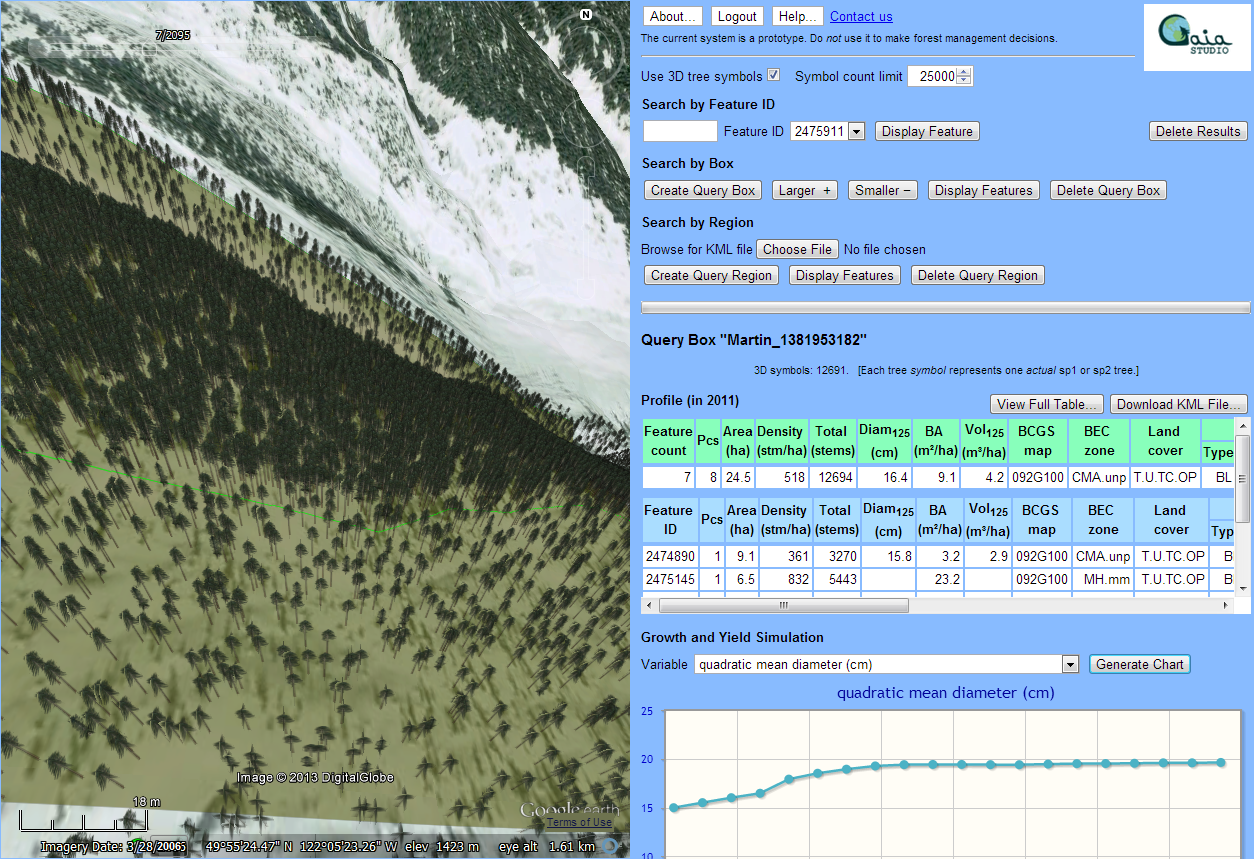 N
7/2095
Image © 2013 DigitalGlobe
18 m
Google earth
Terms of Use
Imagery Date: 3/28/2006 49°55'24.47" N 122°05'23.26" W elev 1423 m eye alt 1.61 km
About... Logout Help... Contact us
Gaia STUDIO
The current system is a prototype. Do not use it to make forest management decisions.
Use 3D tree symbols Symbol count limit 25000
Search by Feature ID
Feature ID 2475911 Display Feature Delete Results
Search by Box
Create Query Box Larger + Smaller − Display Features Delete Query Box
Search by Region
Browse for KML file Choose File No file chosen
Create Query Region Display Features Delete Query Region
Query Box "Martin_1381953182"
3D symbols: 12691. [Each tree symbol represents one actual sp1 or sp2 tree.]
Profile (in 2011) View Full Table... Download KML File...
Feature count Pcs Area (ha) Density (stm/ha) Total (stems) Diam125 (cm) BA (m²/ha) Vol125 (m³/ha) BCGS map BEC zone Land cover Type
7 8 24.5 518 12694 16.4 9.1 4.2 092G100 CMA.unp T.U.TC.OP BL
Feature ID Pcs Area (ha) Density (stm/ha) Total (stems) Diam125 (cm) BA (m²/ha) Vol125 (m³/ha) BCGS map BEC zone Land cover Typ
2474890 1 9.1 361 3270 15.8 3.2 2.9 092G100 CMA.unp T.U.TC.OP B
2475145 1 6.5 832 5443 23.2 092G100 MH.mm T.U.TC.OP B
Growth and Yield Simulation
Variable quadratic mean diameter (cm) Generate Chart
quadratic mean diameter (cm)
25
20
15
10